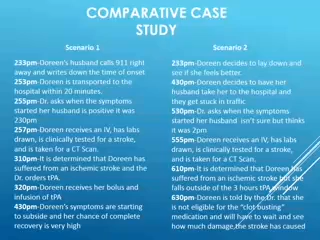 COMPARATIVE CASE
STUDY
Scenario 1
233pm-Doreen's husband calls 911 right
away and writes down the time of onset
253pm-Doreen is transported to the
hospital within 20 minutes.
255pm-Dr. asks when the symptoms
started her husband is positive it was
230pm
257pm-Doreen receives an IV, has labs
drawn, is clinically tested for a stroke,
and is taken for a CT Scan.
310pm-It is determined that Doreen has
suffered from an ischemic stroke and the
Dr. orders tPA.
320pm-Doreen receives her bolus and
infusion of tPA
430pm-Doreen's symptoms are starting
to subside and her chance of complete
recovery is very high
Scenario 2
233pm-Doreen decides to lay down and
see if she feels better.
430pm-Doreen decides to have her
husband take her to the hospital and
they get stuck in traffic
530pm-Dr. asks when the symptoms
started her husband isn't sure but thinks
it was 2pm
555pm-Doreen receives an IV, has labs
drawn, is clinically tested for a stroke,
and is taken for a CT Scan.
610pm-It is determined that Doreen has
suffered from an ischemic stroke but she
falls outside of the 3 hours tPA window
630pm-Doreen is told by the Dr. that she
is not eligible for the "clot-busting"
medication and will have to wait and see
how much damage the stroke has caused